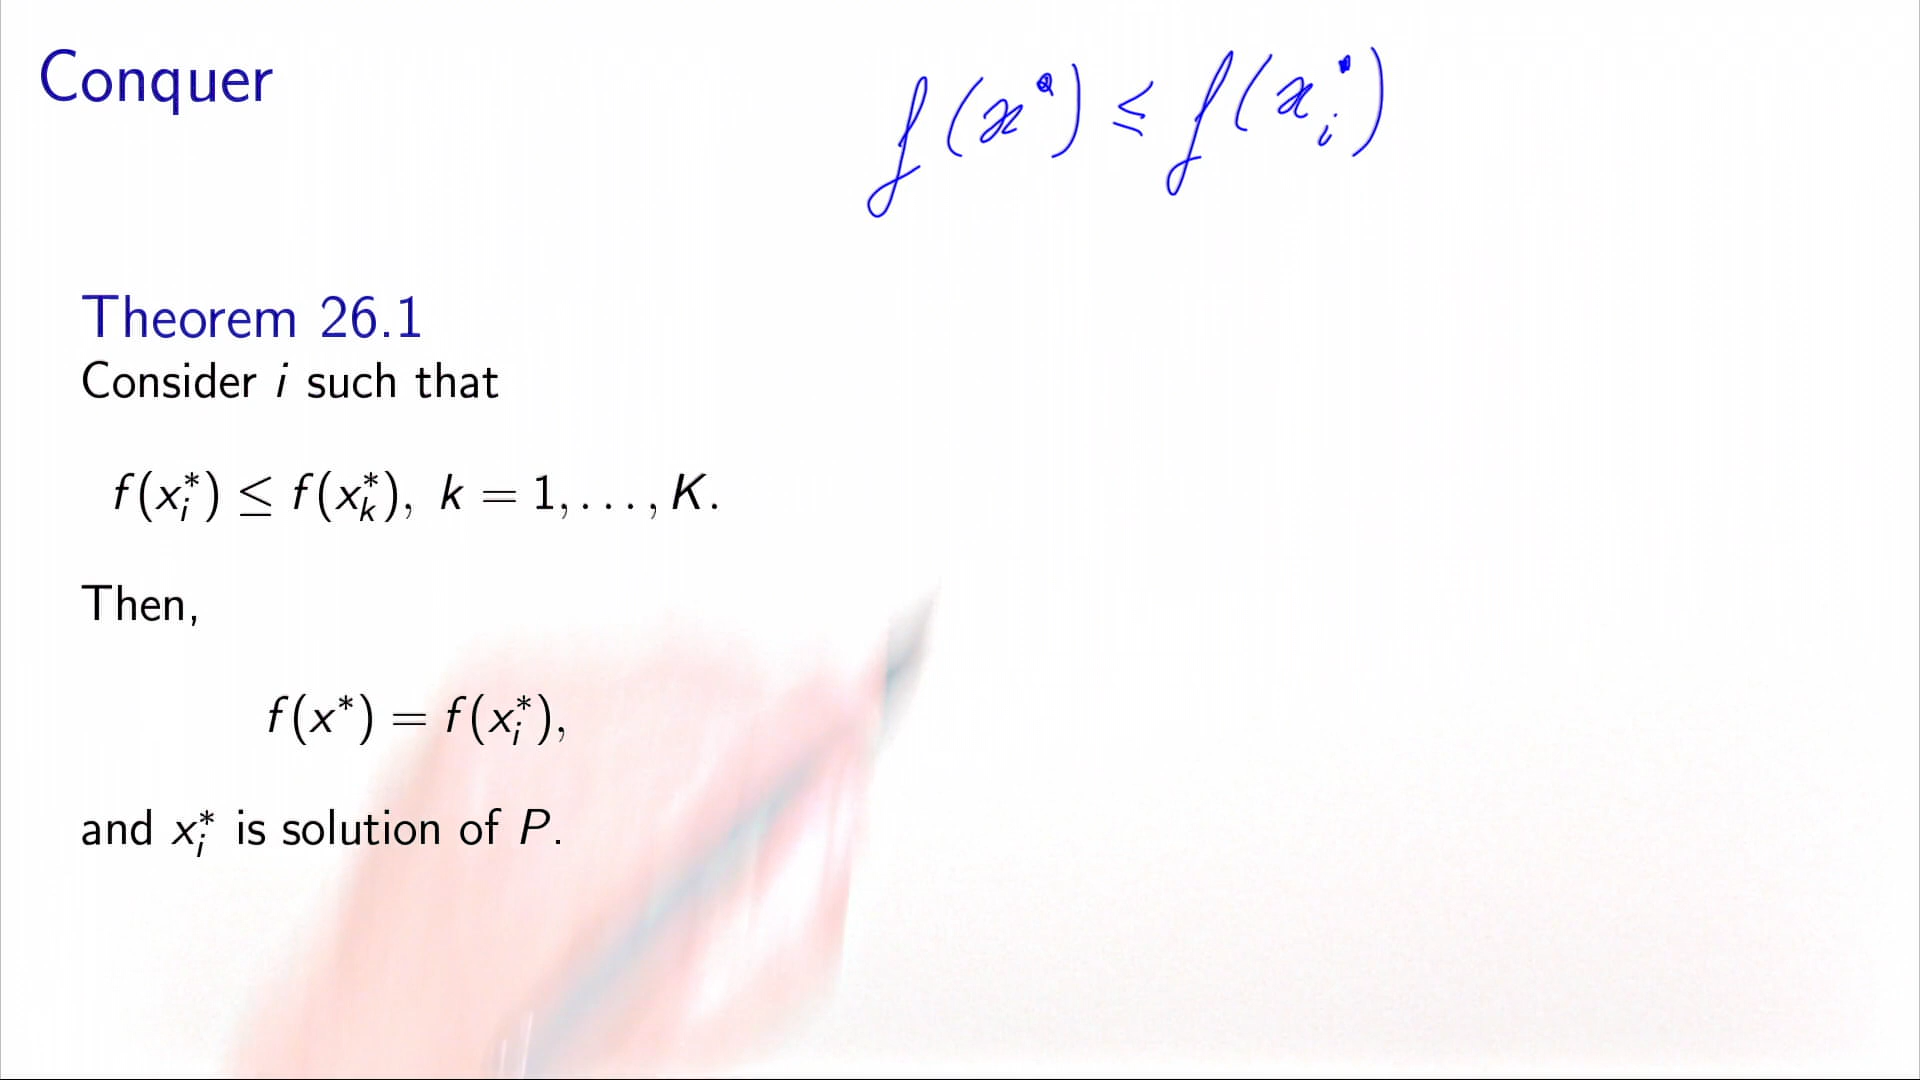 Conquer
f(x*) ≤ f(x_i*)
Theorem 26.1
Consider i such that
f(x_i*) ≤ f(x_k*), k = 1, . . . , K.
Then,
f(x*) = f(x_i*),
and x_i* is solution of P.